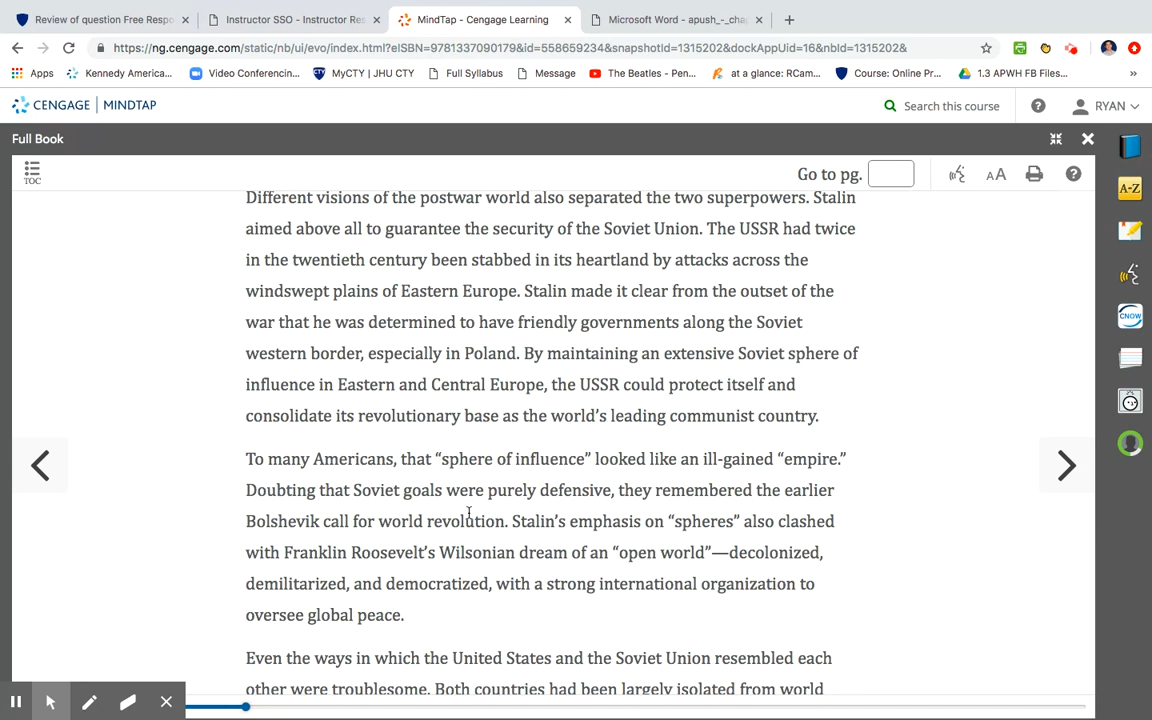 Review of question Free Respo
Instructor SSO - Instructor Res
MindTap - Cengage Learning
Microsoft Word - apush_-_cha
https://ng.cengage.com/static/nb/ui/evo/index.html?eISBN=9781337090179&id=558659234&snapshotId=1315202&dockAppUid=16&nbId=1315202&
Apps
Kennedy America...
Video Conferencin...
MyCTY | JHU CTY
Full Syllabus
Message
The Beatles - Pen...
at a glance: RCam...
Course: Online Pr...
1.3 APWH FB Files...
CENGAGE | MINDTAP
Search this course
RYAN
Full Book
TOC
Go to pg.
AA
A-Z
CNOW
Different visions of the postwar world also separated the two superpowers. Stalin
aimed above all to guarantee the security of the Soviet Union. The USSR had twice
in the twentieth century been stabbed in its heartland by attacks across the
windswept plains of Eastern Europe. Stalin made it clear from the outset of the
war that he was determined to have friendly governments along the Soviet
western border, especially in Poland. By maintaining an extensive Soviet sphere of
influence in Eastern and Central Europe, the USSR could protect itself and
consolidate its revolutionary base as the world’s leading communist country.
To many Americans, that “sphere of influence” looked like an ill-gained “empire.”
Doubting that Soviet goals were purely defensive, they remembered the earlier
Bolshevik call for world revolution. Stalin’s emphasis on “spheres” also clashed
with Franklin Roosevelt’s Wilsonian dream of an “open world”—decolonized,
demilitarized, and democratized, with a strong international organization to
oversee global peace.
Even the ways in which the United States and the Soviet Union resembled each
other were troublesome. Both countries had been largely isolated from world